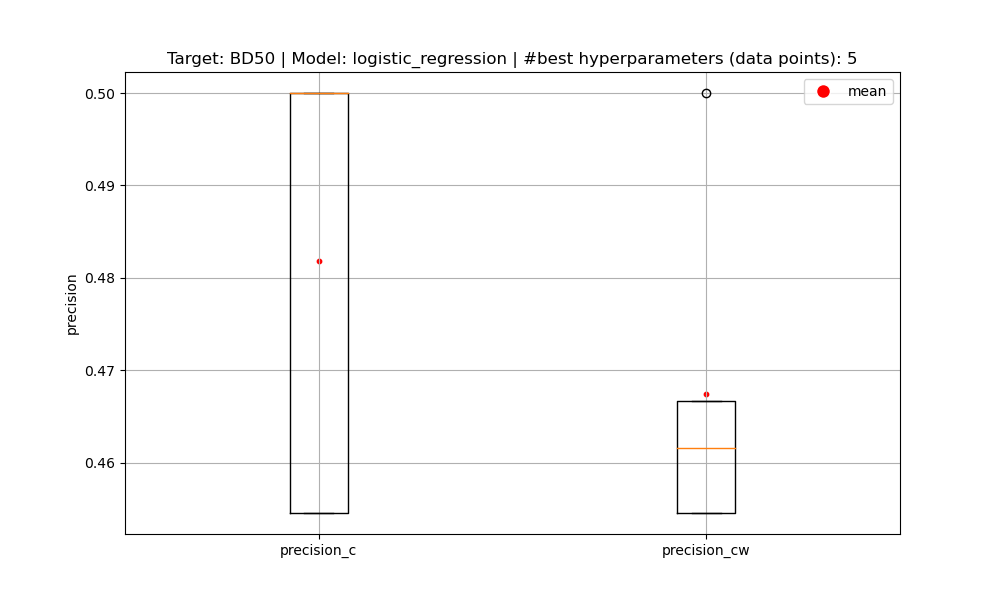 Target: BD50 | Model: logistic_regression | #best hyperparameters (data points): 5
mean
0.50
0.49
0.48
0.47
0.46
precision
precision_c
precision_cw